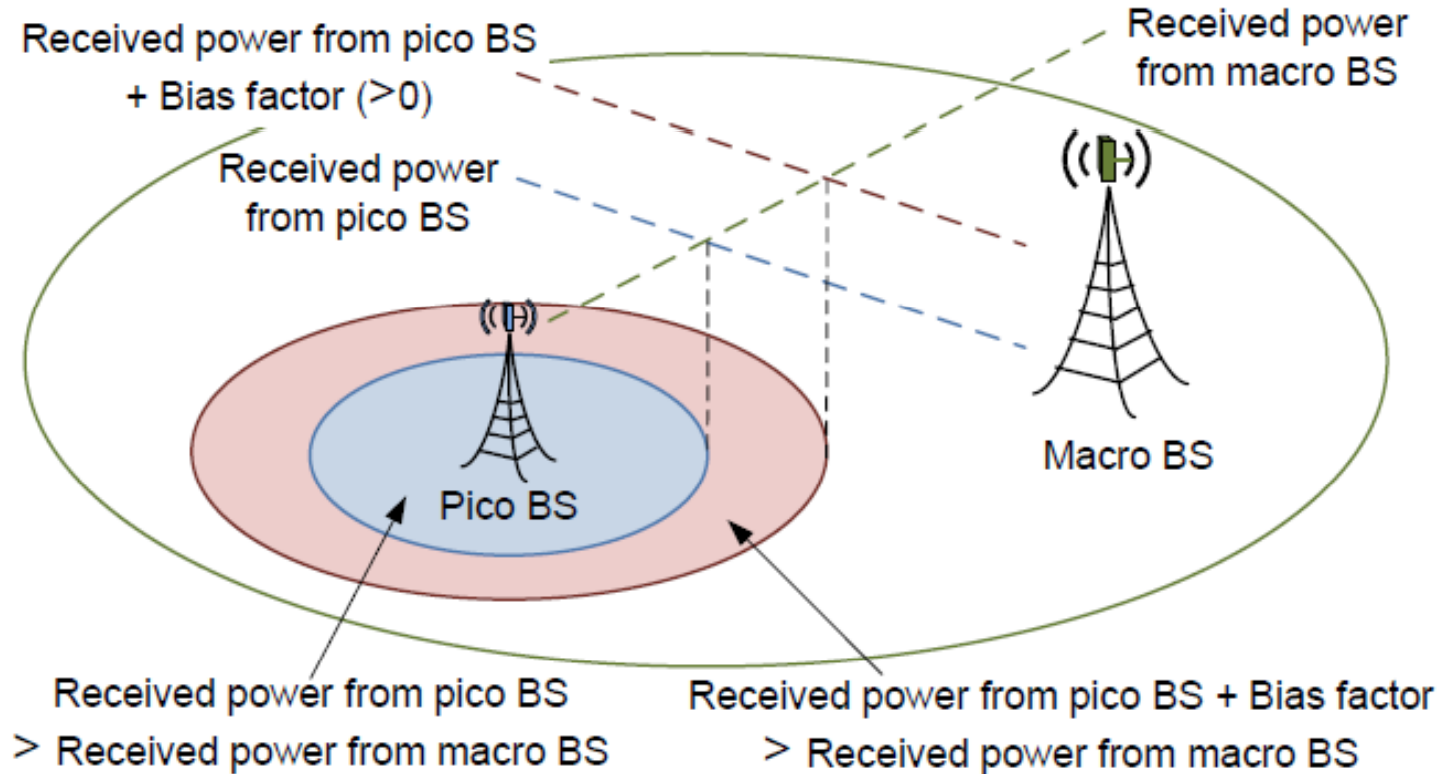 Received power from pico BS
+ Bias factor (>0)
Received power
from macro BS
Received power
from pico BS
Macro BS
Pico BS
Received power from pico BS
> Received power from macro BS
Received power from pico BS + Bias factor
> Received power from macro BS